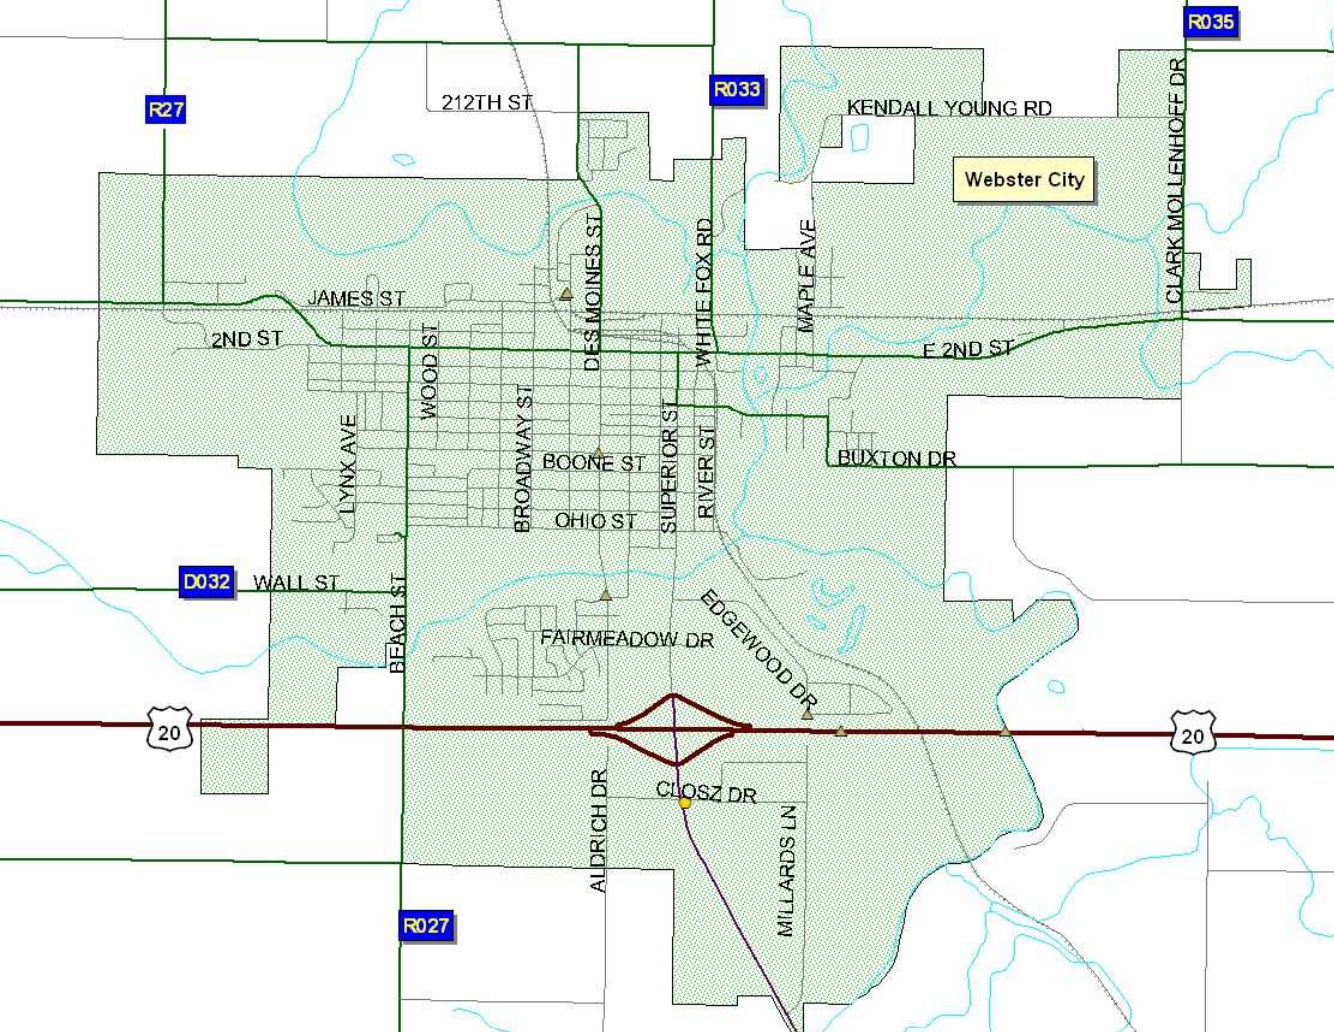 R035
R27
R033
212TH ST
KENDALL YOUNG RD
CLARK MOLLENHOFF DR
Webster City
DES MOINES ST
WHITE FOX RD
MAPLE AVE
JAMES ST
2ND ST
E 2ND ST
WOOD ST
LYNX AVE
BROADWAY ST
SUPERIOR ST
RIVER ST
BOONE ST
BUXTON DR
OHIO ST
D032
WALL ST
BEACH ST
EDGEWOOD DR
FAIRMEADOW DR
20
20
CLOSZ DR
ALDRICH DR
MILLARDS LN
R027